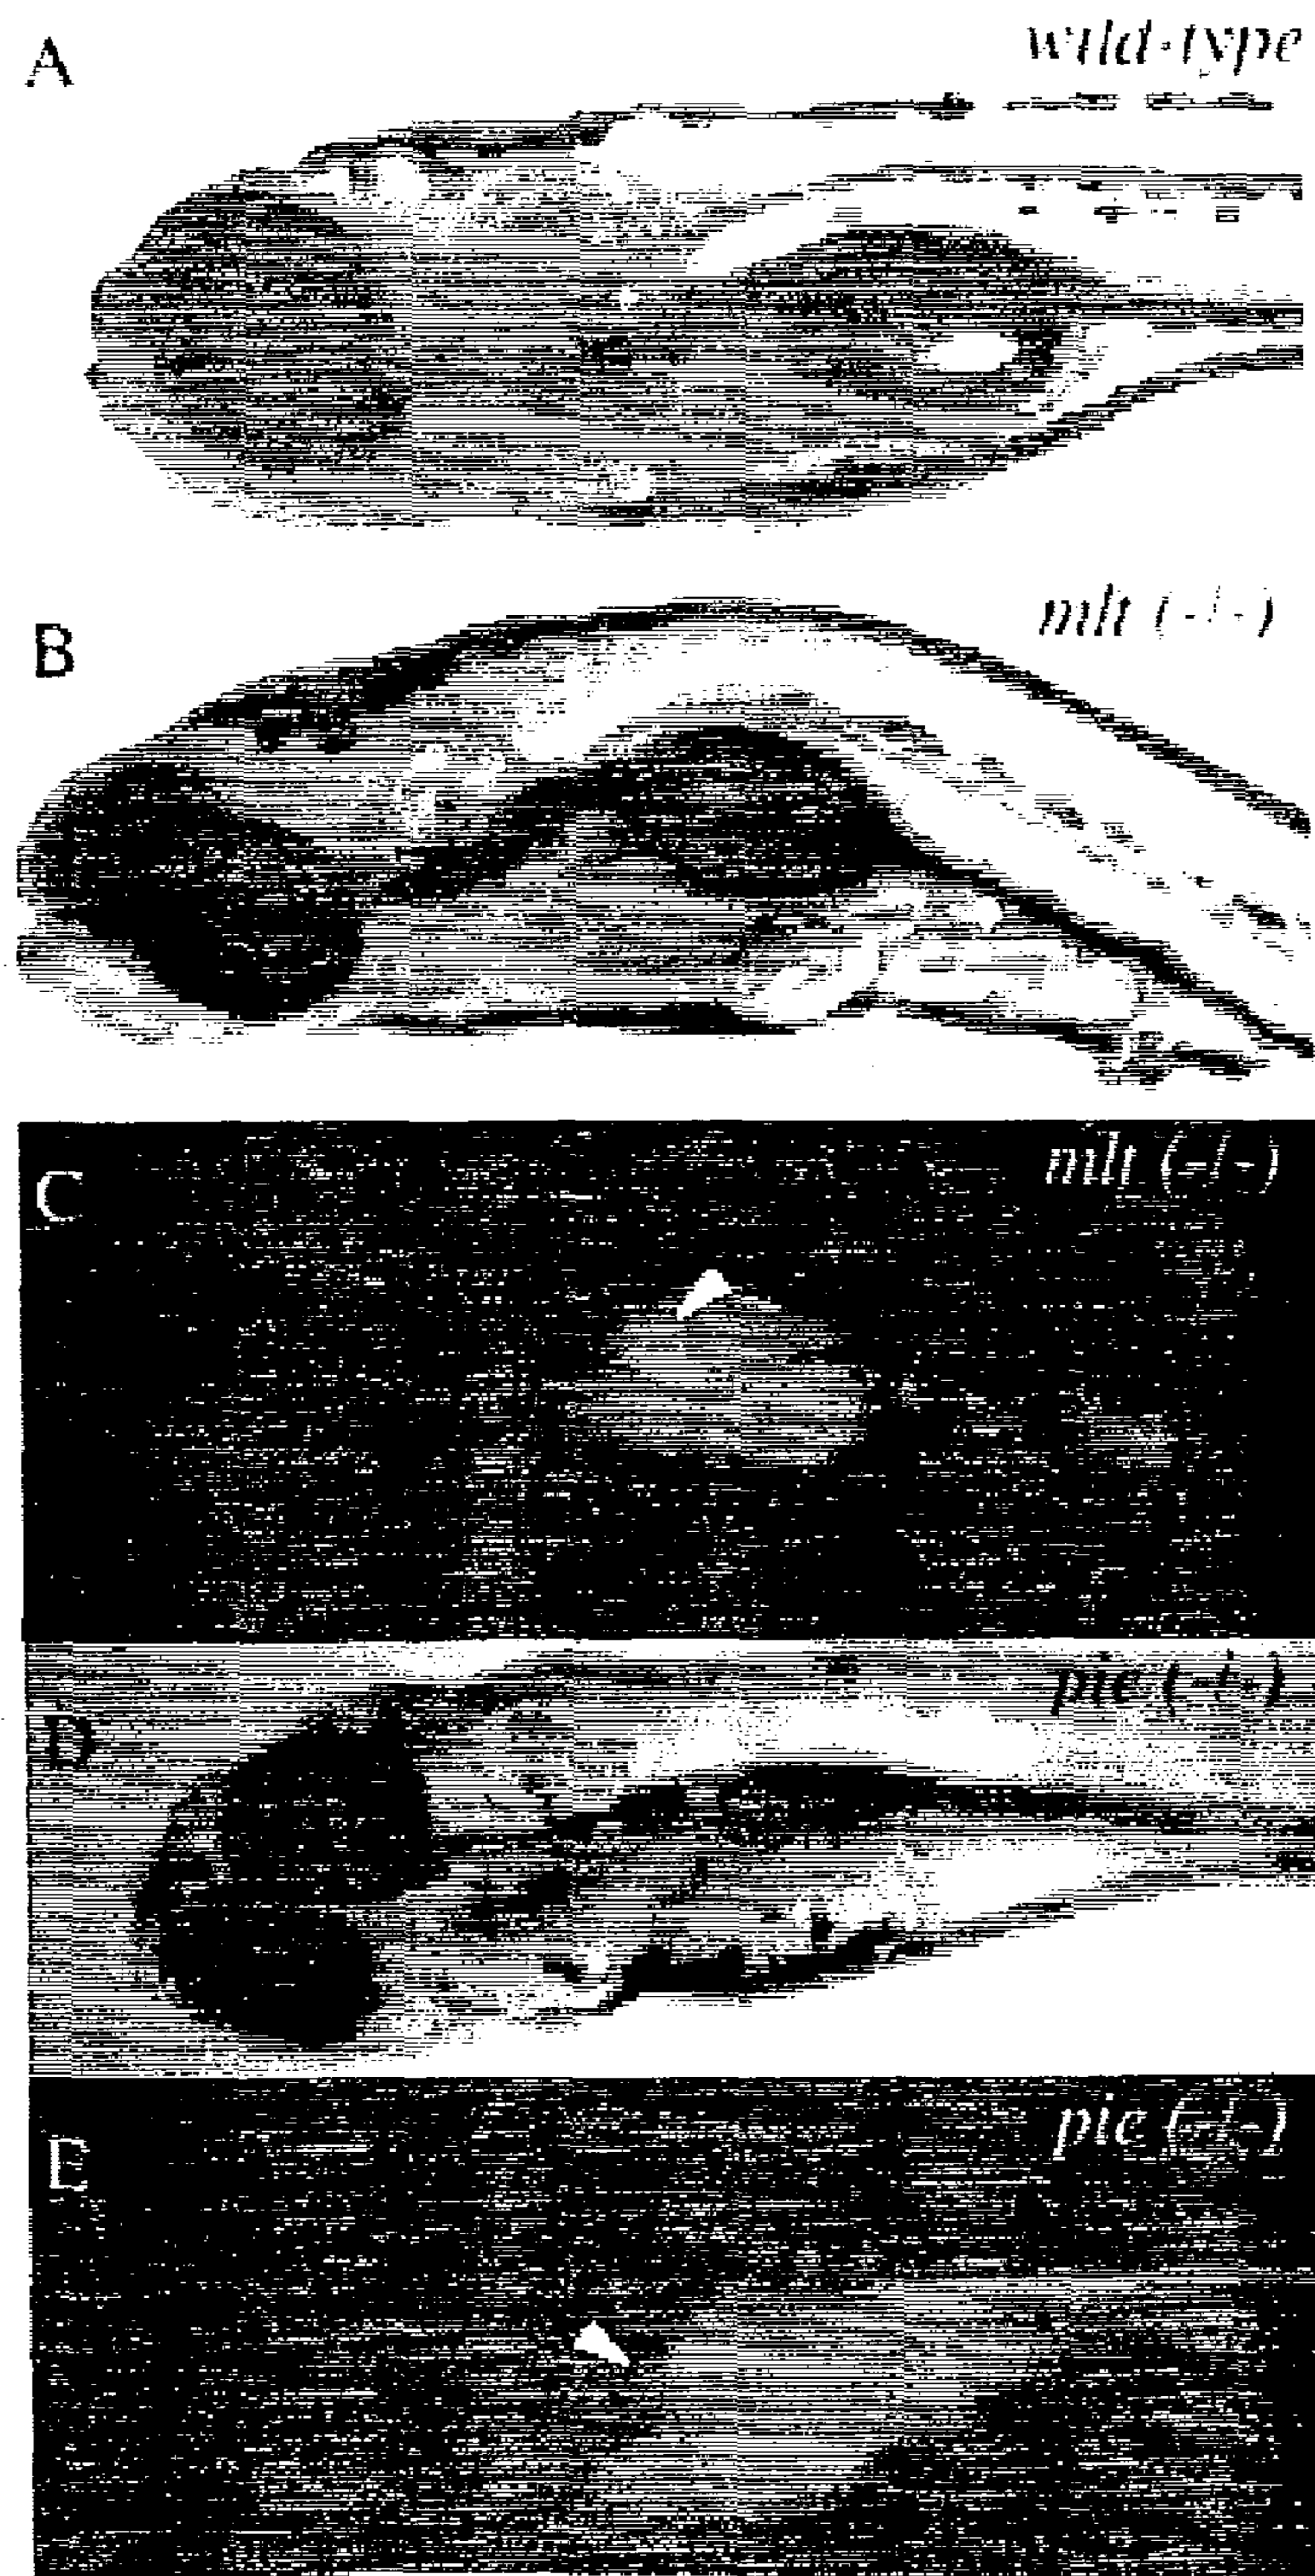 A
wild-type
B
mlt (-/-)
C
mlt (-/-)
D
pie (-/-)
E
pie (-/-)